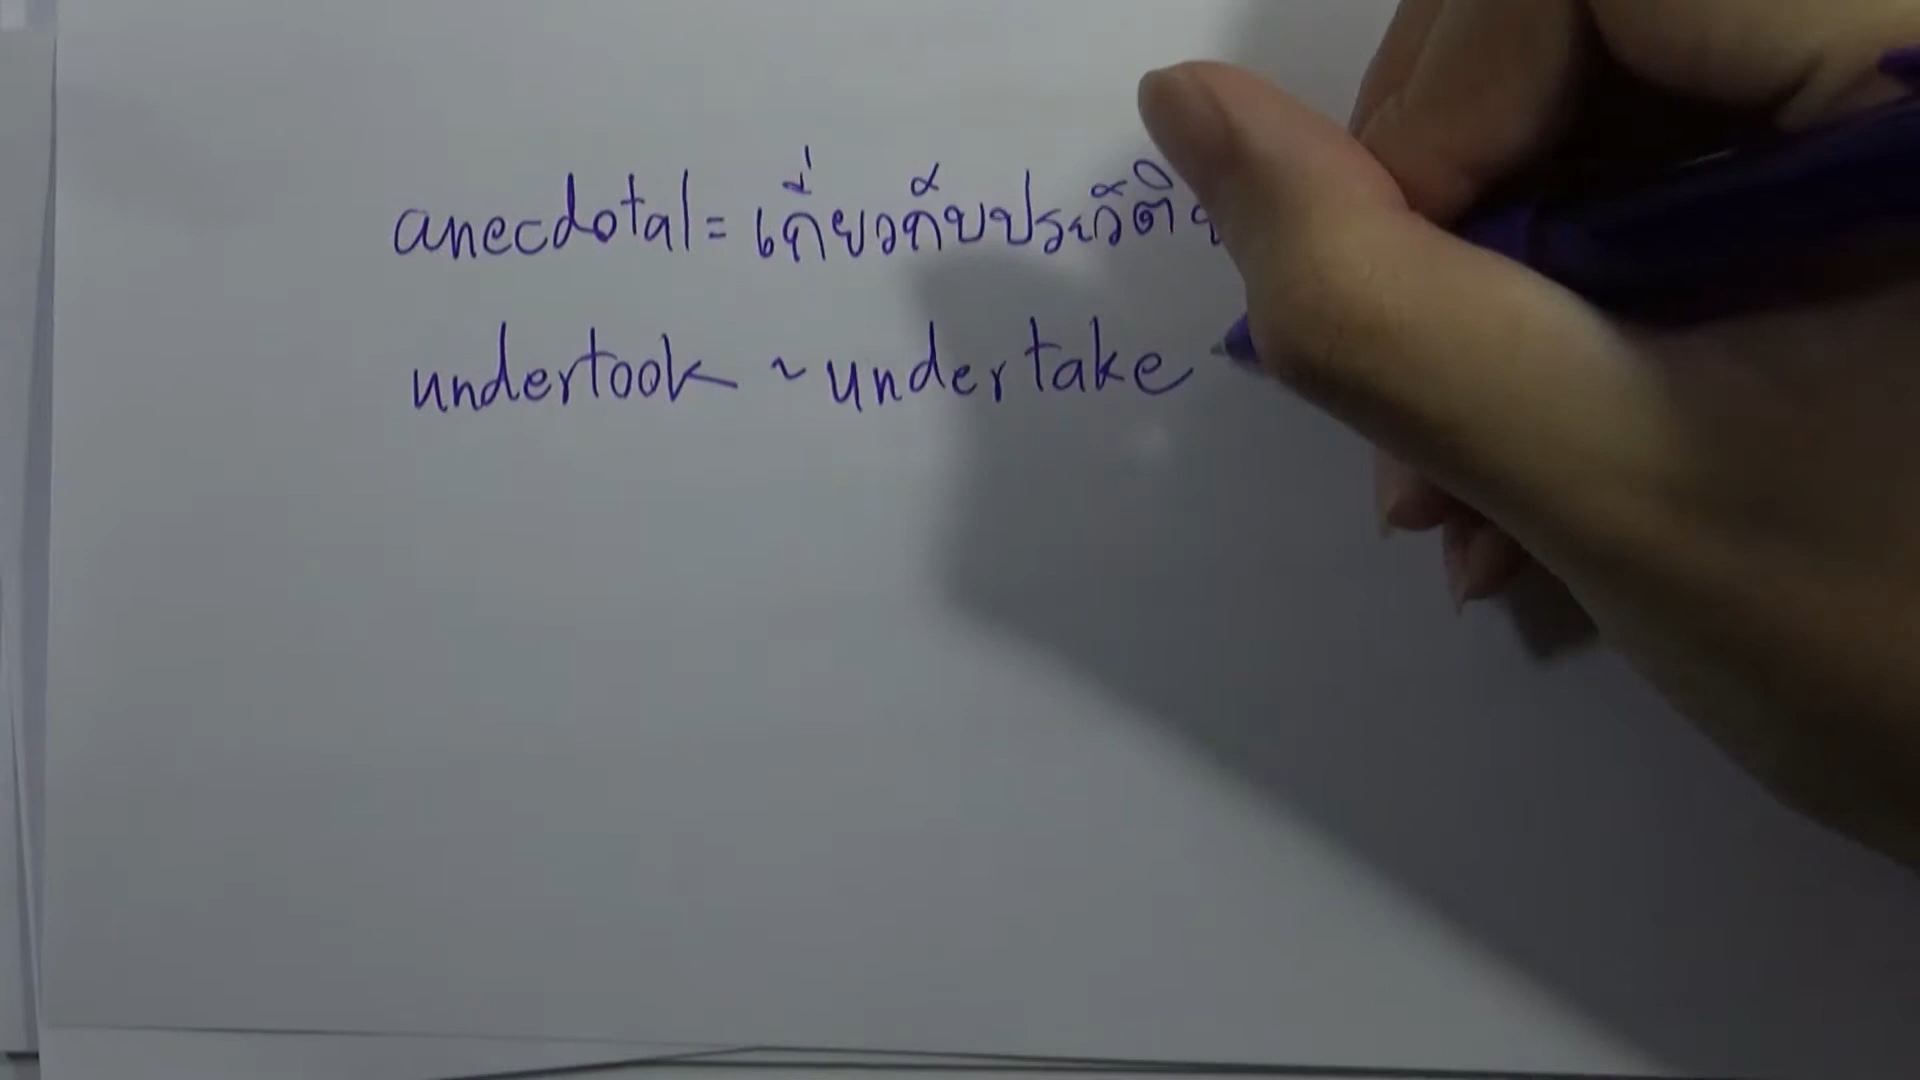 anecdotal = เกี่ยวกับประวัติ
undertook ~ undertake